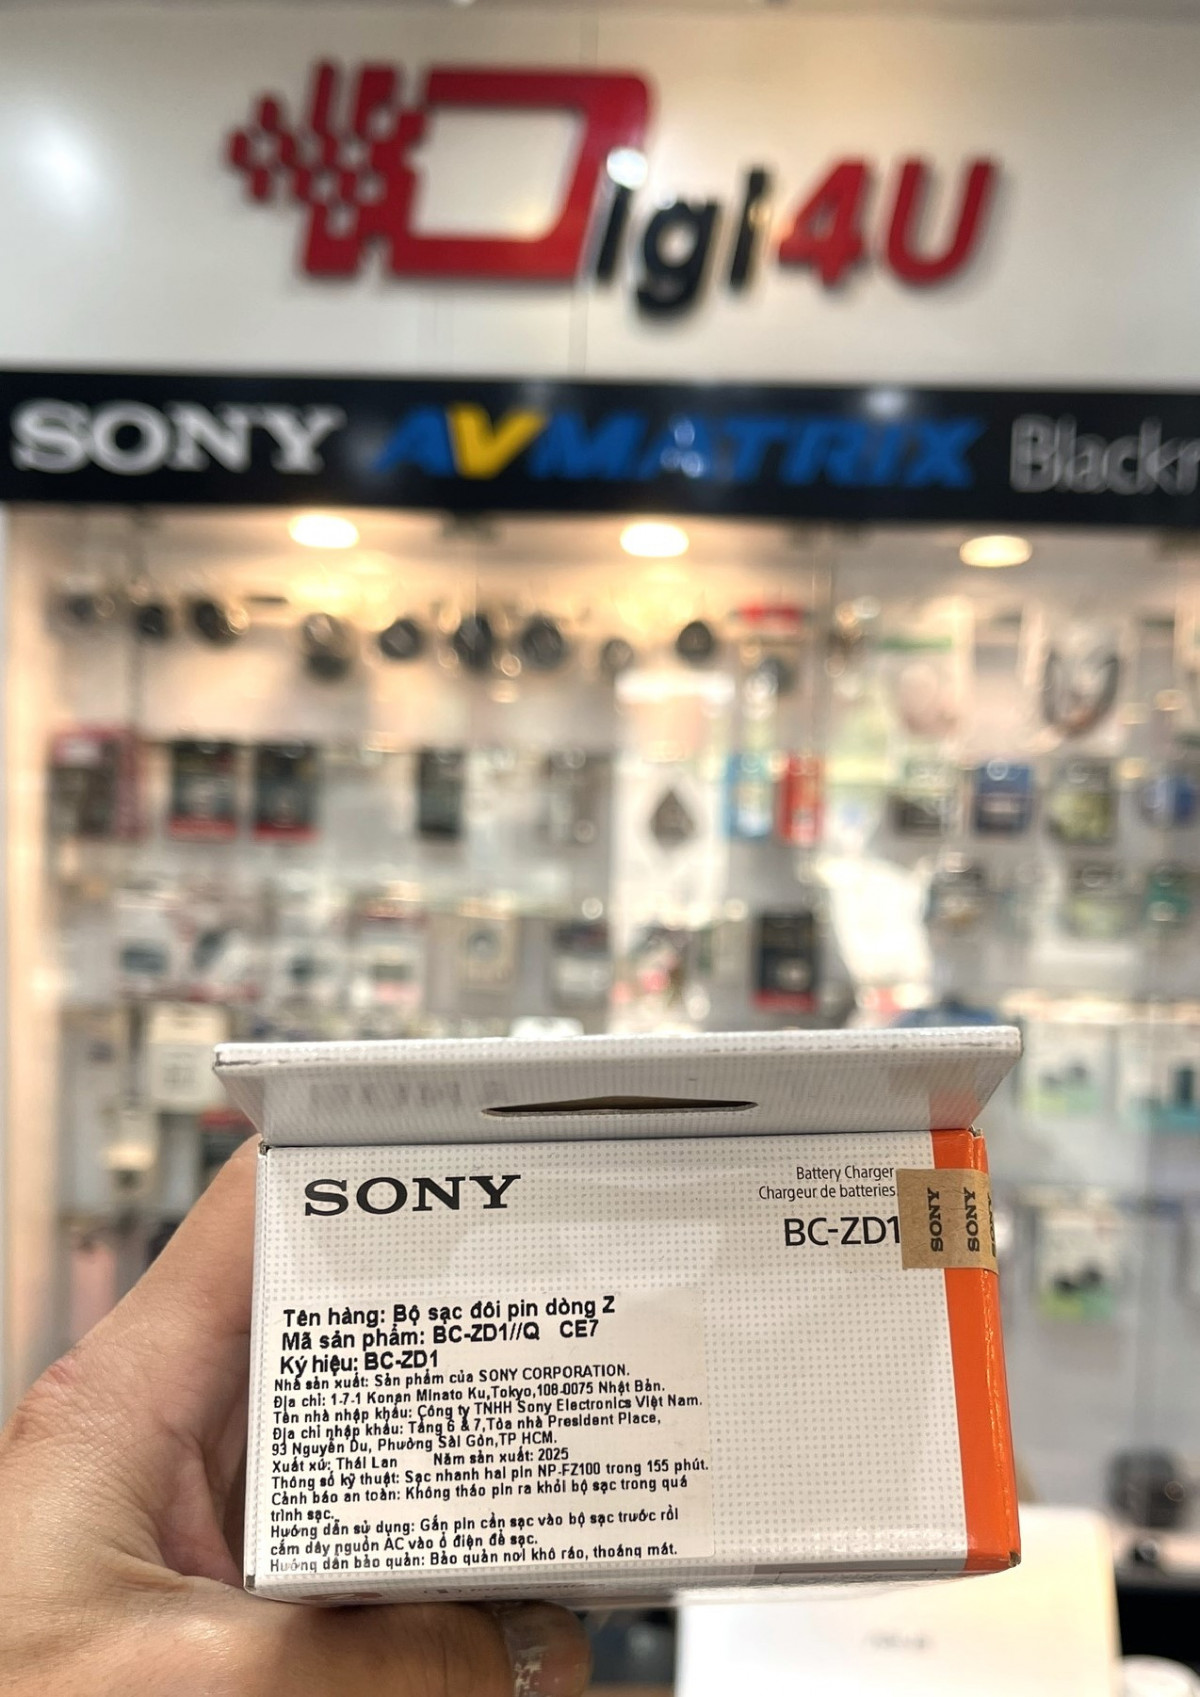 Digi4U
SONY AVMATRIX Black
SONY
Battery Charger
Chargeur de batteries
BC-ZD1
SONY
SONY
SONY
Tên hàng: Bộ sạc đôi pin dòng Z
Mã sản phẩm: BC-ZD1//Q CE7
Ký hiệu: BC-ZD1
Nhà sản xuất: Sản phẩm của SONY CORPORATION.
Địa chỉ: 1-7-1 Konan Minato Ku,Tokyo,108-0075 Nhật Bản.
Tên nhà nhập khẩu: Công ty TNHH Sony Electronics Việt Nam.
Địa chỉ nhập khẩu: Tầng 6 & 7,Tòa nhà President Place,
93 Nguyễn Du, Phường Sài Gòn,TP HCM.
Xuất xứ: Thái Lan Năm sản xuất: 2025
Thông số kỹ thuật: Sạc nhanh hai pin NP-FZ100 trong 155 phút.
Cảnh báo an toàn: Không tháo pin ra khỏi bộ sạc trong quá
trình sạc.
Hướng dẫn sử dụng: Gắn pin cần sạc vào bộ sạc trước rồi
cắm dây nguồn AC vào ổ điện để sạc.
Hướng dẫn bảo quản: Bảo quản nơi khô ráo, thoáng mát.